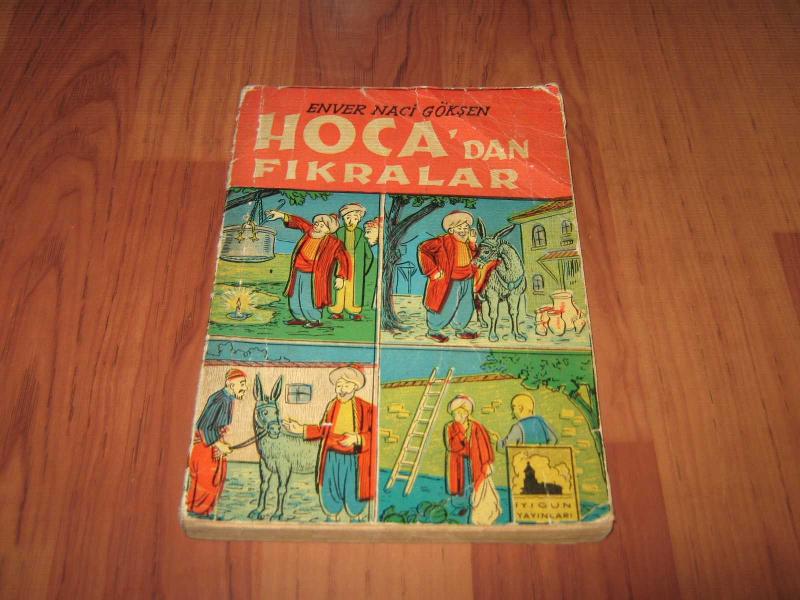 ENVER NACİ GÖKŞEN
HOCA'DAN
FIKRALAR
İYİGÜN
YAYINLARI